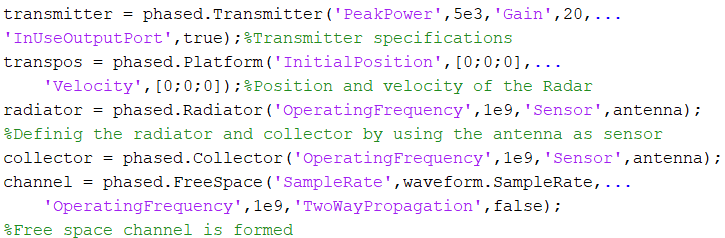 transmitter = phased.Transmitter('PeakPower',5e3,'Gain',20,...
'InUseOutputPort',true);%Transmitter specifications
transpos = phased.Platform('InitialPosition',[0;0;0],...
    'Velocity',[0;0;0]);%Position and velocity of the Radar
radiator = phased.Radiator('OperatingFrequency',1e9,'Sensor',antenna);
%Definig the radiator and collector by using the antenna as sensor
collector = phased.Collector('OperatingFrequency',1e9,'Sensor',antenna);
channel = phased.FreeSpace('SampleRate',waveform.SampleRate,...
    'OperatingFrequency',1e9,'TwoWayPropagation',false);
%Free space channel is formed